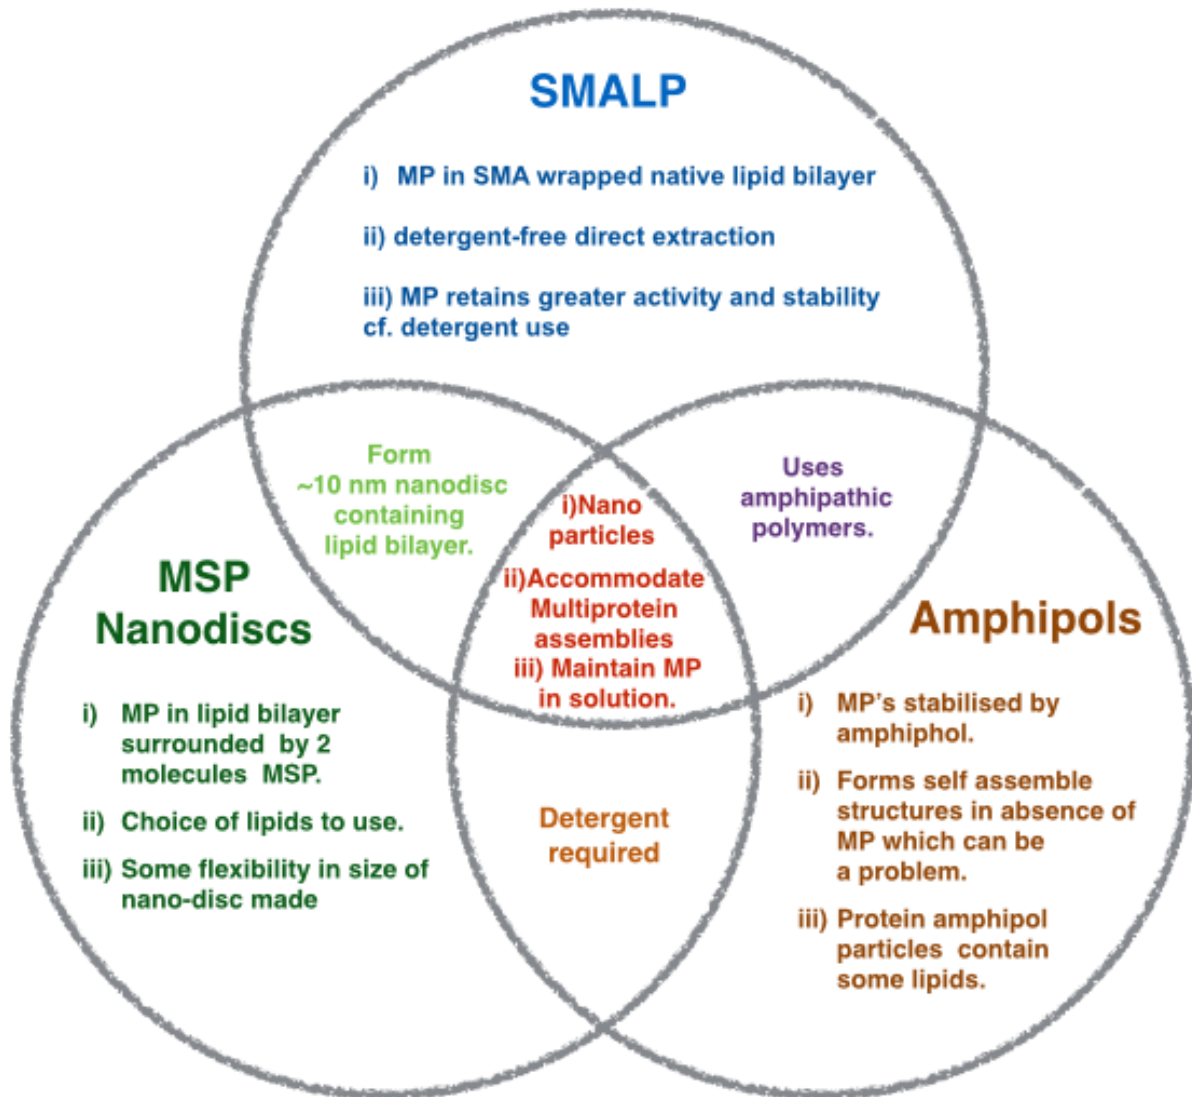 SMALP
i) MP in SMA wrapped native lipid bilayer
ii) detergent-free direct extraction
iii) MP retains greater activity and stability
cf. detergent use
Form
~10 nm nanodisc
containing
lipid bilayer.
i)Nano
particles
ii)Accommodate
Multiprotein
assemblies
iii) Maintain MP
in solution.
Uses
amphipathic
polymers.
MSP
Nanodiscs
i) MP in lipid bilayer
surrounded by 2
molecules MSP.
ii) Choice of lipids to use.
iii) Some flexibility in size of
nano-disc made
Detergent
required
Amphipols
i) MP's stabilised by
amphiphol.
ii) Forms self assemble
structures in absence of
MP which can be
a problem.
iii) Protein amphipol
particles contain
some lipids.